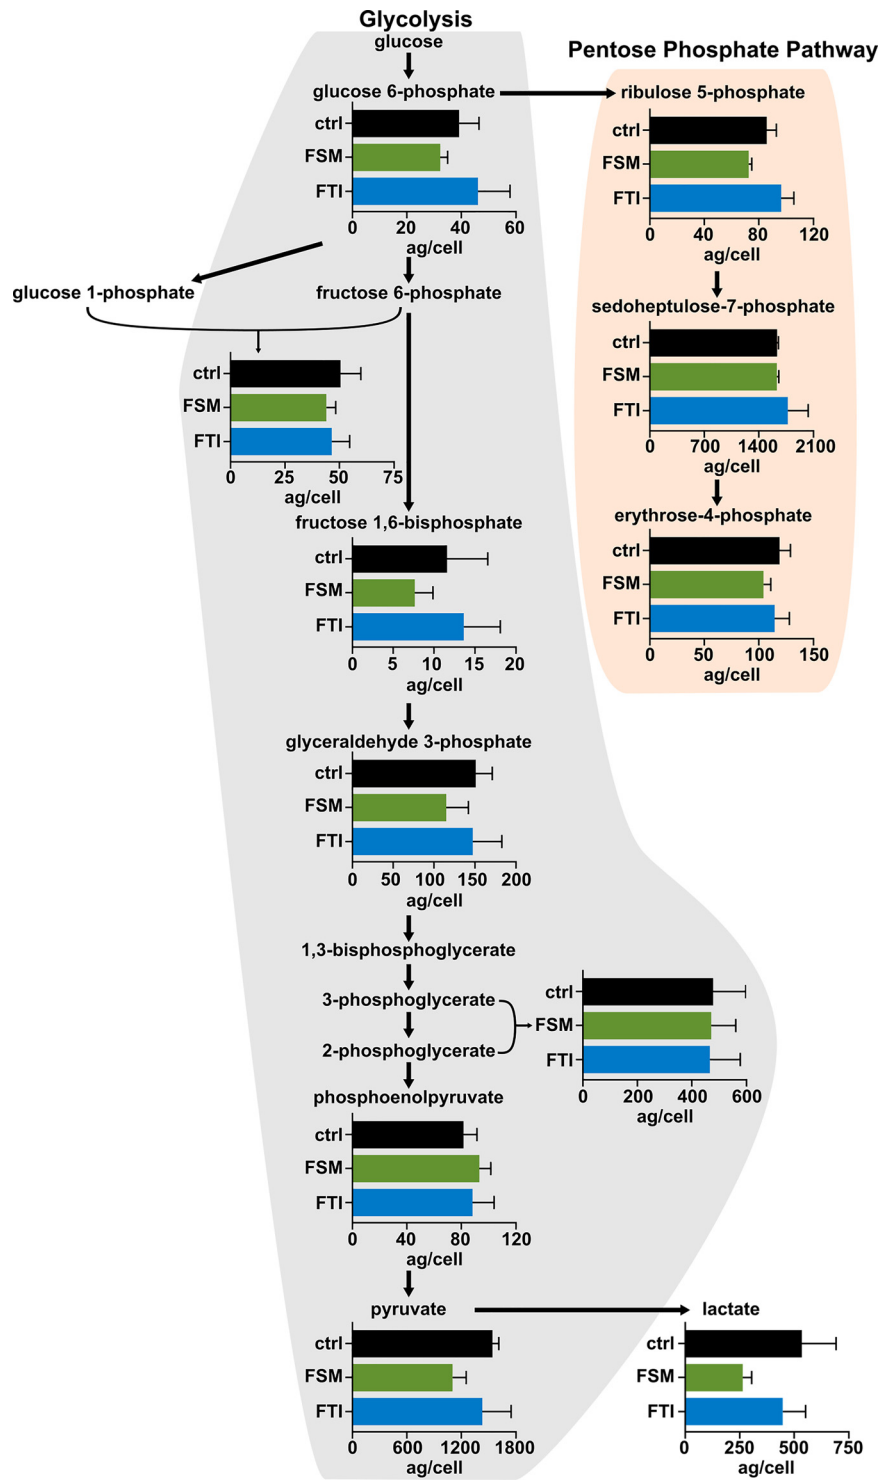 Glycolysis
glucose
Pentose Phosphate Pathway
glucose 6-phosphate
ctrl
FSM
FTI
0 20 40 60
ag/cell
ribulose 5-phosphate
ctrl
FSM
FTI
0 40 80 120
ag/cell
glucose 1-phosphate
fructose 6-phosphate
ctrl
FSM
FTI
0 25 50 75
ag/cell
sedoheptulose-7-phosphate
ctrl
FSM
FTI
0 700 1400 2100
ag/cell
fructose 1,6-bisphosphate
ctrl
FSM
FTI
0 5 10 15 20
ag/cell
erythrose-4-phosphate
ctrl
FSM
FTI
0 50 100 150
ag/cell
glyceraldehyde 3-phosphate
ctrl
FSM
FTI
0 50 100 150 200
ag/cell
1,3-bisphosphoglycerate
3-phosphoglycerate
2-phosphoglycerate
ctrl
FSM
FTI
0 200 400 600
ag/cell
phosphoenolpyruvate
ctrl
FSM
FTI
0 40 80 120
ag/cell
pyruvate
ctrl
FSM
FTI
0 600 1200 1800
ag/cell
lactate
ctrl
FSM
FTI
0 250 500 750
ag/cell